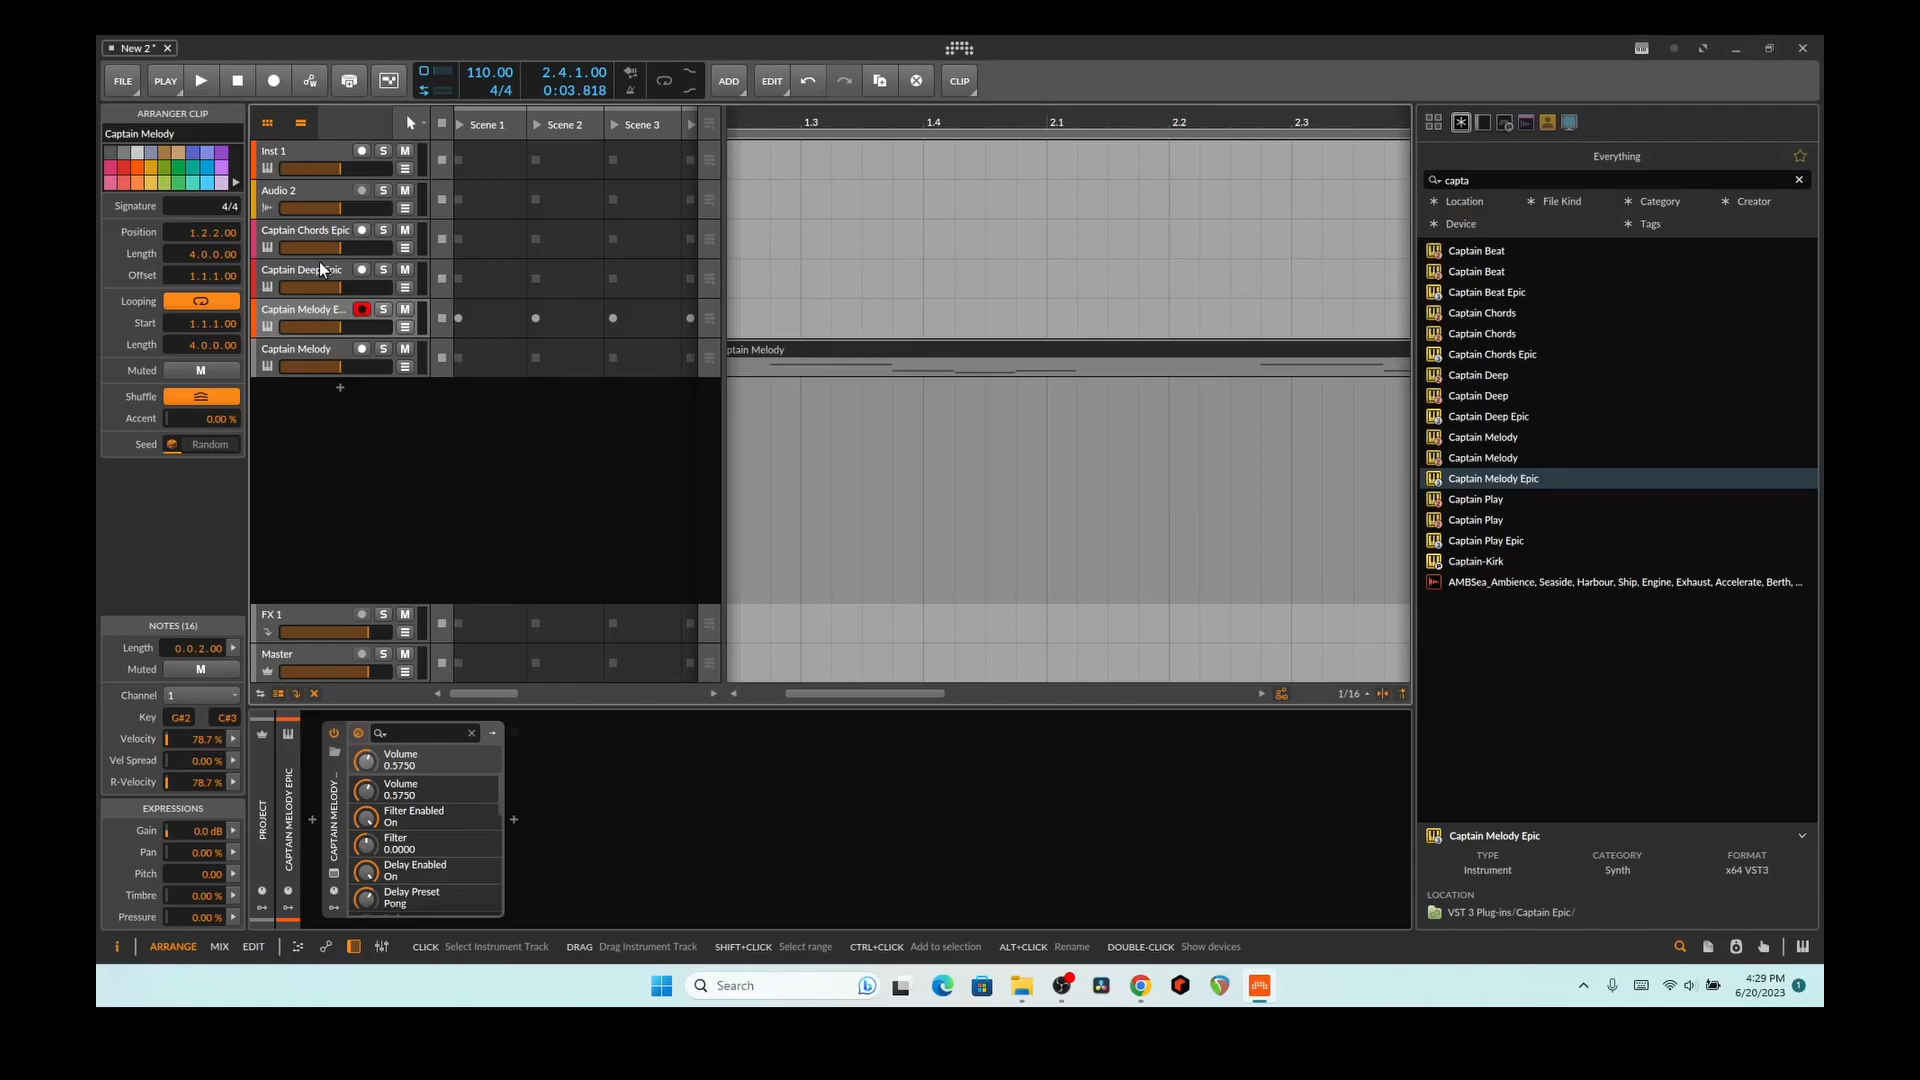 New 2* ×
FILE PLAY 110.00 4/4 2.4.1.00 0:03.818 ADD EDIT CLIP
ARRANGER CLIP
Captain Melody
Signature 4/4
Position 1.2.2.00
Length 4.0.0.00
Offset 1.1.1.00
Looping
Start 1.1.1.00
Length 4.0.0.00
Muted M
Shuffle
Accent 0.00 %
Seed Random
NOTES (16)
Length 0.0.2.00
Muted M
Channel 1
Key G#2 C#3
Velocity 78.7 %
Vel Spread 0.00 %
R-Velocity 78.7 %
EXPRESSIONS
Gain 0.0 dB
Pan 0.00 %
Pitch 0.00
Timbre 0.00 %
Pressure 0.00 %
Scene 1 Scene 2 Scene 3
Inst 1 S M
Audio 2 S M
Captain Chords Epic S M
Captain Deep Epic S M
Captain Melody E... S M
Captain Melody S M
FX 1 S M
Master S M
1.3 1.4 2.1 2.2 2.3
ptain Melody
1/16
PROJECT
CAPTAIN MELODY EPIC
CAPTAIN MELODY ...
Volume
0.5750
Volume
0.5750
Filter Enabled
On
Filter
0.0000
Delay Enabled
On
Delay Preset
Pong
Everything
capta
Location File Kind Category Creator
Device Tags
Captain Beat
Captain Beat
Captain Beat Epic
Captain Chords
Captain Chords
Captain Chords Epic
Captain Deep
Captain Deep
Captain Deep Epic
Captain Melody
Captain Melody
Captain Melody Epic
Captain Play
Captain Play
Captain Play Epic
Captain-Kirk
AMBSea_Ambience, Seaside, Harbour, Ship, Engine, Exhaust, Accelerate, Berth, ...
Captain Melody Epic
TYPE CATEGORY FORMAT
Instrument Synth x64 VST3
LOCATION
VST 3 Plug-ins/Captain Epic/
i ARRANGE MIX EDIT CLICK Select Instrument Track DRAG Drag Instrument Track SHIFT+CLICK Select range CTRL+CLICK Add to selection ALT+CLICK Rename DOUBLE-CLICK Show devices
Search
4:29 PM
6/20/2023
1